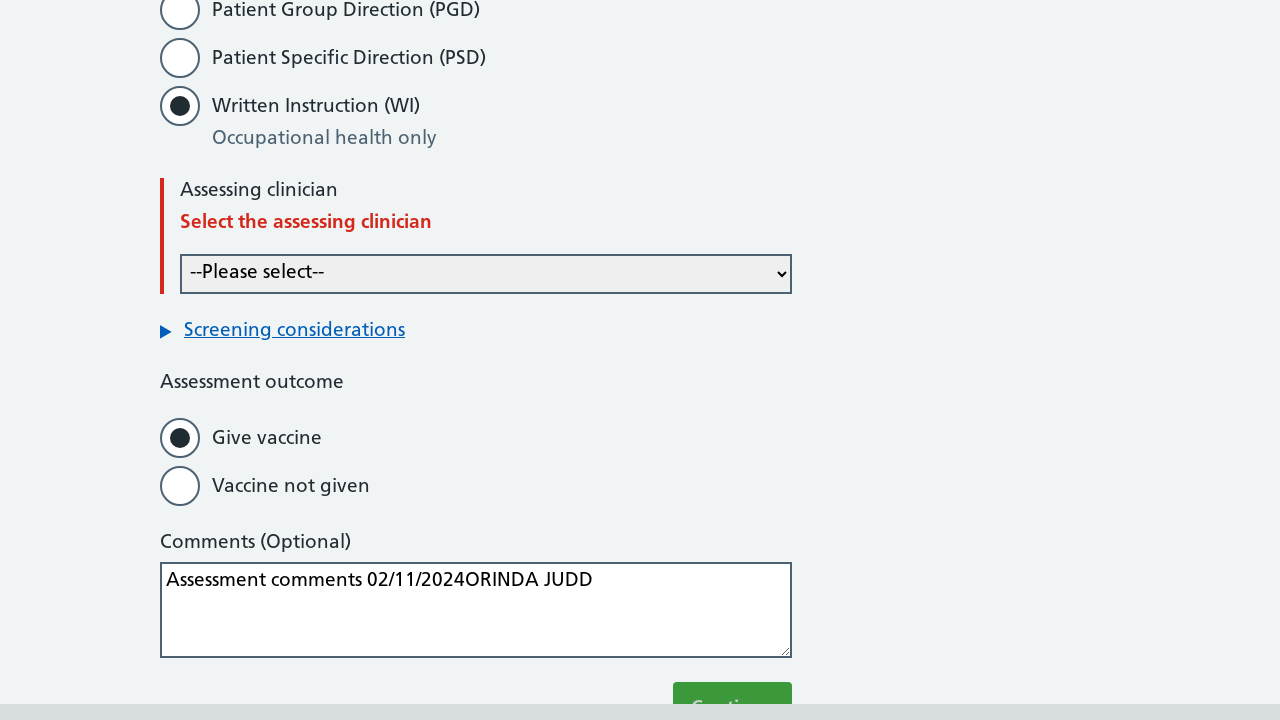 Patient Group Direction (PGD)
Patient Specific Direction (PSD)
Written Instruction (WI)
Occupational health only
Assessing clinician
Select the assessing clinician
--Please select--
Screening considerations
Assessment outcome
Give vaccine
Vaccine not given
Comments (Optional)
Assessment comments 02/11/2024ORINDA JUDD